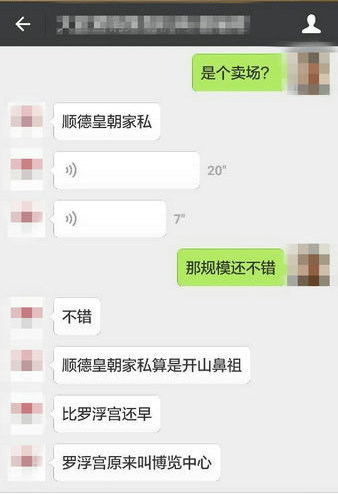 是个卖场?
顺德皇朝家私
20"
7"
那规模还不错
不错
顺德皇朝家私算是开山鼻祖
比罗浮宫还早
罗浮宫原来叫博览中心